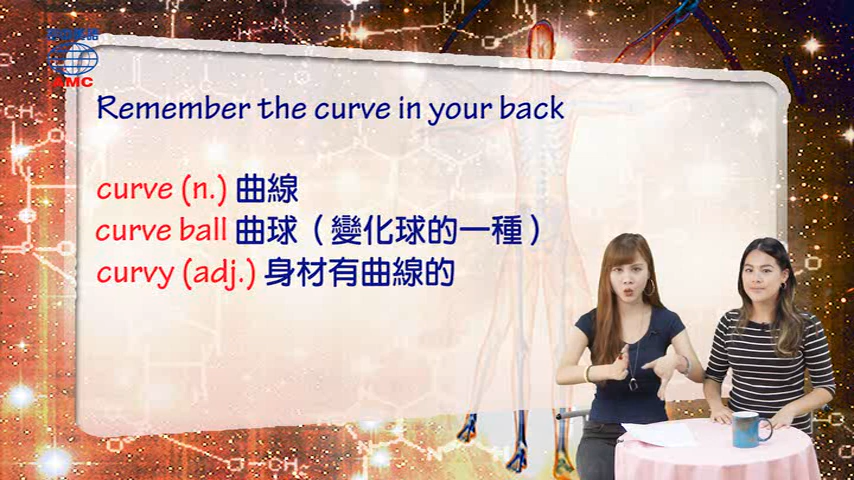 AMC
Remember the curve in your back
curve (n.) 曲線
curve ball 曲球（變化球的一種）
curvy (adj.) 身材有曲線的